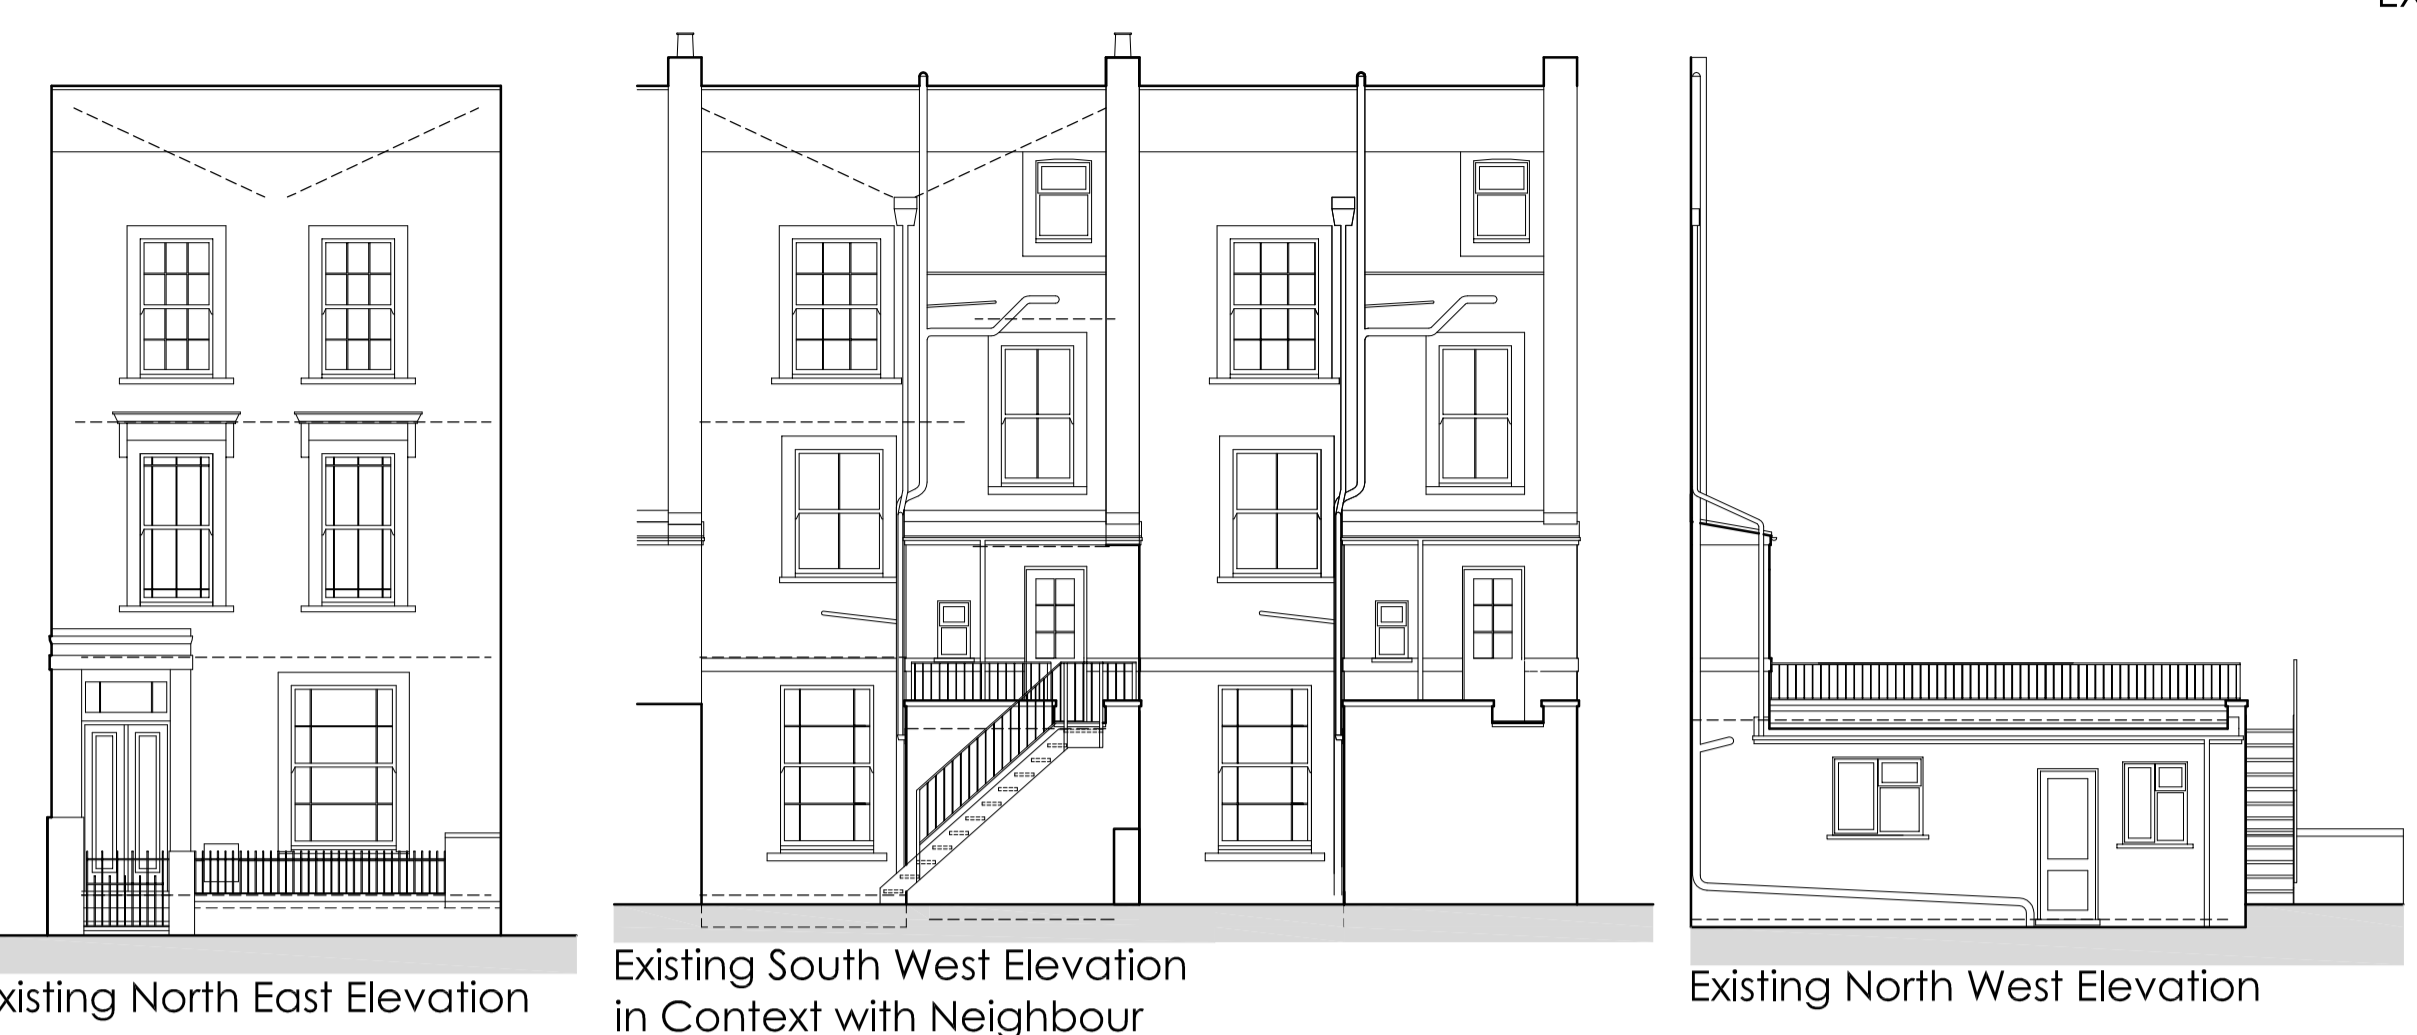 xisting North East Elevation
Existing South West Elevation
in Context with Neighbour
Existing North West Elevation